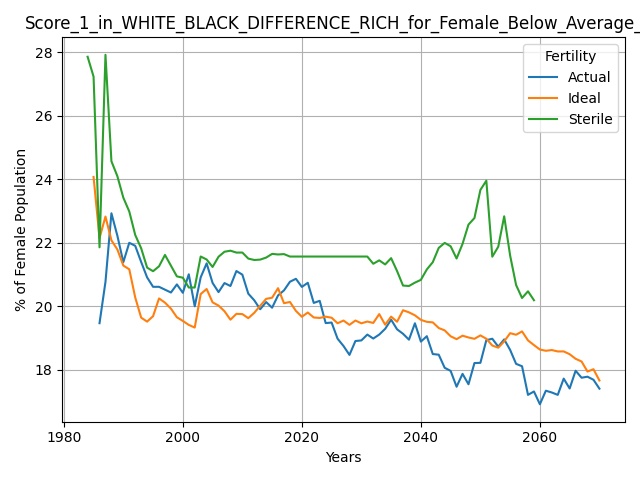 Score_1_in_WHITE_BLACK_DIFFERENCE_RICH_for_Female_Below_Average_
Fertility
Actual
Ideal
Sterile
% of Female Population
28
26
24
22
20
18
1980
2000
2020
2040
2060
Years